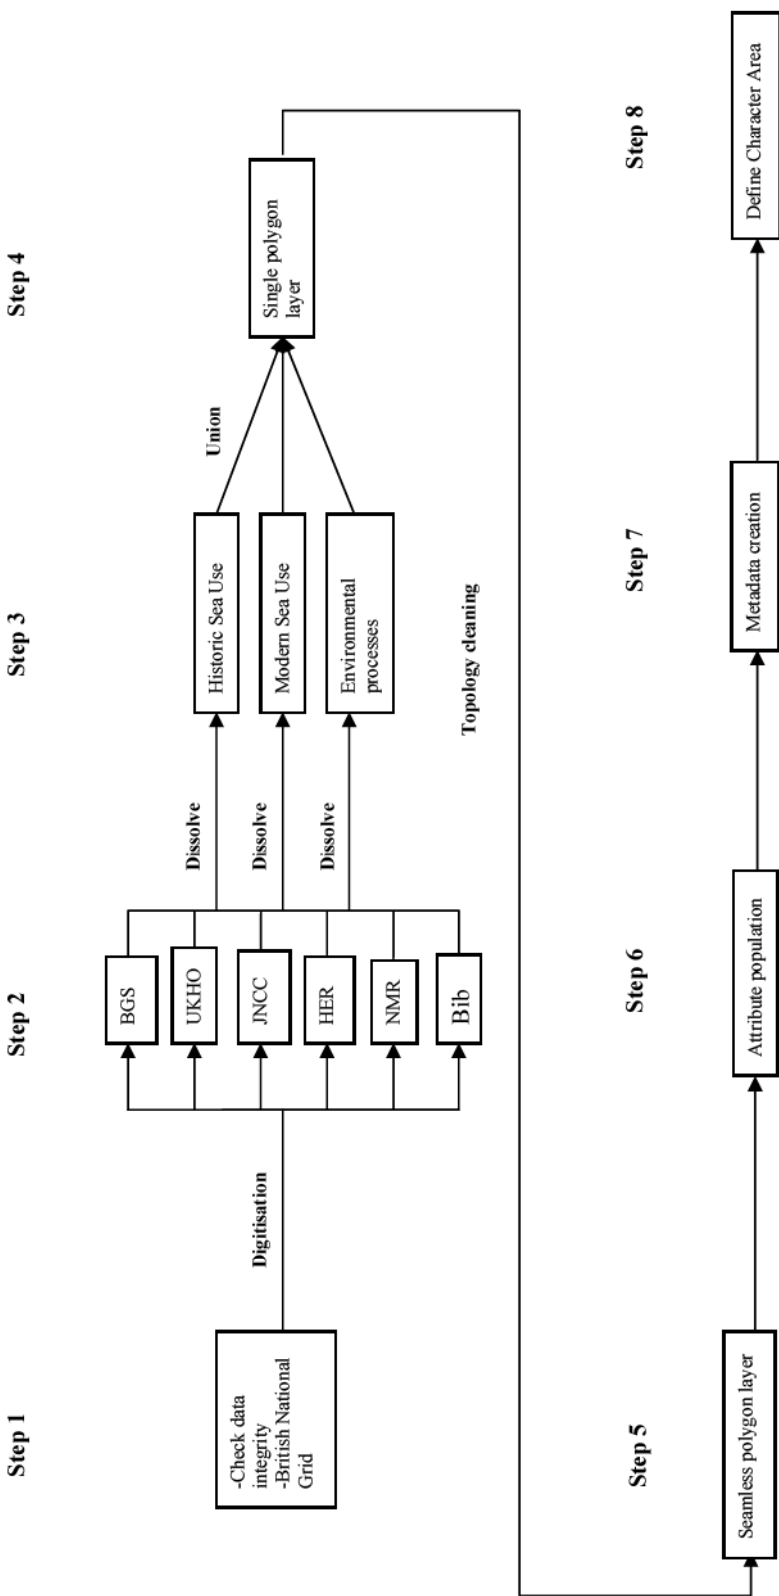 Step 1
Step 2
Step 3
Step 4
-Check data
integrity
-British National
Grid
Digitisation
BGS
UKHO
JNCC
HER
NMR
Bib
Dissolve
Dissolve
Dissolve
Historic Sea Use
Modern Sea Use
Environmental
processes
Union
Single polygon
layer
Topology cleaning
Step 5
Step 6
Step 7
Step 8
Seamless polygon layer
Attribute population
Metadata creation
Define Character Area